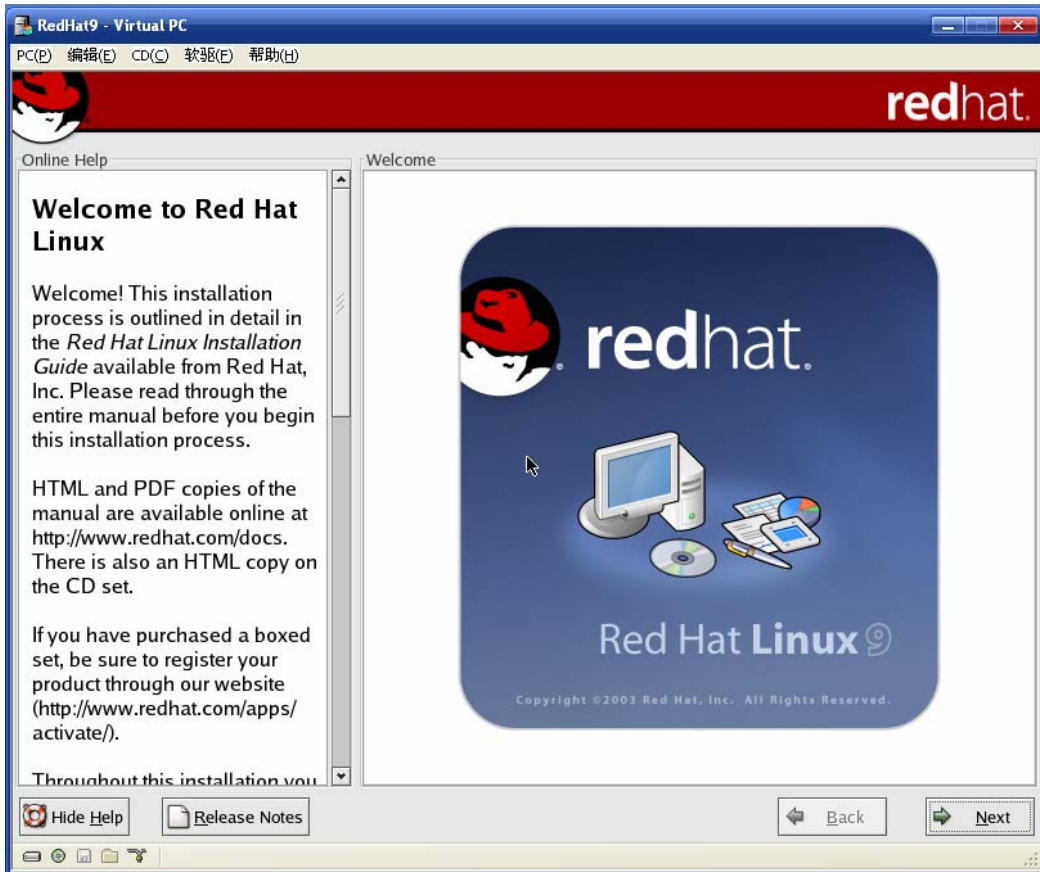 RedHat9 - Virtual PC
PC(P) 编辑(E) CD(C) 软驱(F) 帮助(H)
redhat.
Online Help
Welcome to Red Hat
Linux
Welcome! This installation
process is outlined in detail in
the Red Hat Linux Installation
Guide available from Red Hat,
Inc. Please read through the
entire manual before you begin
this installation process.
HTML and PDF copies of the
manual are available online at
http://www.redhat.com/docs.
There is also an HTML copy on
the CD set.
If you have purchased a boxed
set, be sure to register your
product through our website
(http://www.redhat.com/apps/
activate/).
Throughout this installation you
Welcome
redhat.
Red Hat Linux 9
Copyright ©2003 Red Hat, Inc. All Rights Reserved.
Hide Help
Release Notes
Back
Next